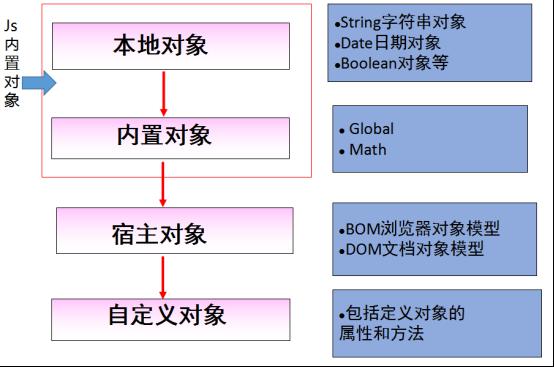 Js内置对象
本地对象
•String字符串对象
•Date日期对象
•Boolean对象等
内置对象
• Global
• Math
宿主对象
•BOM浏览器对象模型
•DOM文档对象模型
自定义对象
•包括定义对象的
属性和方法